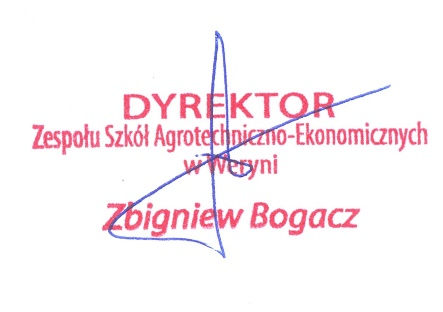 DYREKTOR
Zespołu Szkół Agrotechniczno-Ekonomicznych
w Weryni
Zbigniew Bogacz